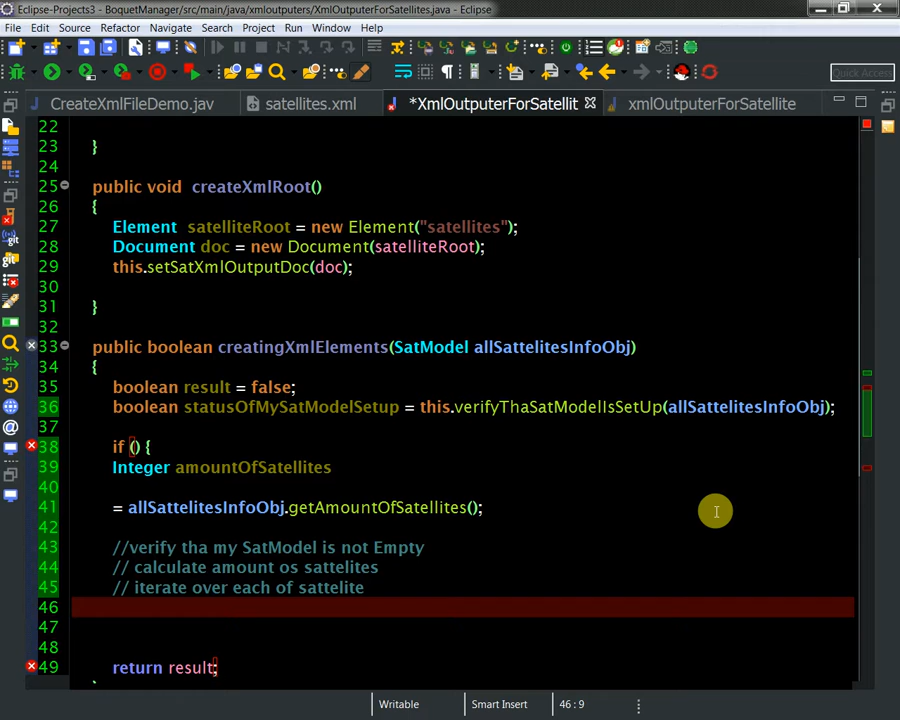 Eclipse-Projects3 - BoquetManager/src/main/java/xmloutputers/XmlOutputerForSatellites.java - Eclipse
File Edit Source Refactor Navigate Search Project Run Window Help
Quick Access
CreateXmlFileDemo.jav satellites.xml *XmlOutputerForSatellit xmlOutputerForSatellite
22
23 }
24
25 public void createXmlRoot()
26 {
27 Element satelliteRoot = new Element("satellites");
28 Document doc = new Document(satelliteRoot);
29 this.setSatXmlOutputDoc(doc);
30
31 }
32
33 public boolean creatingXmlElements(SatModel allSattelitesInfoObj)
34 {
35 boolean result = false;
36 boolean statusOfMySatModelSetup = this.verifyThaSatModelIsSetUp(allSattelitesInfoObj);
37
38 if () {
39 Integer amountOfSatellites
40
41 = allSattelitesInfoObj.getAmountOfSatellites();
42
43 //verify tha my SatModel is not Empty
44 // calculate amount os sattelites
45 // iterate over each of sattelite
46
47
48
49 return result;
Writable Smart Insert 46 : 9